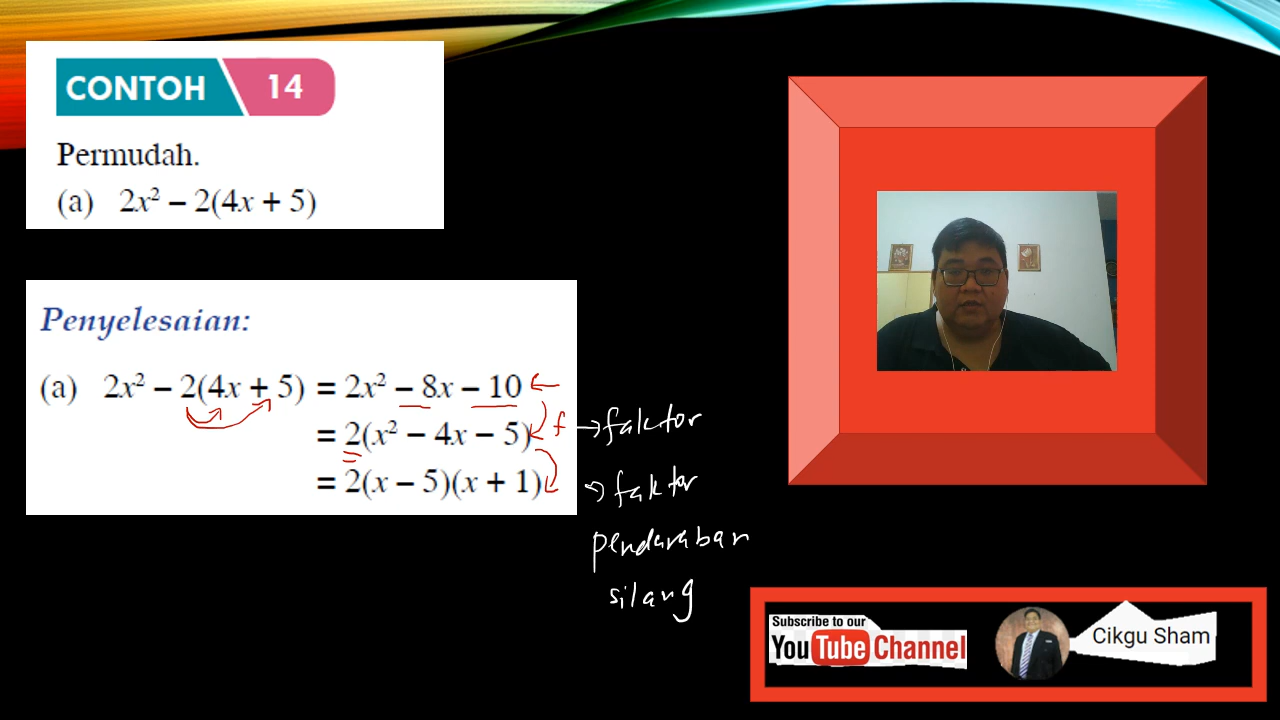 CONTOH 14
Permudah.
(a) 2x² – 2(4x + 5)
Penyelesaian:
(a) 2x² – 2(4x + 5) = 2x² – 8x – 10
= 2(x² – 4x – 5) f → faktor
= 2(x – 5)(x + 1) → faktor
pendaraban
silang
Subscribe to our
YouTube Channel
Cikgu Sham